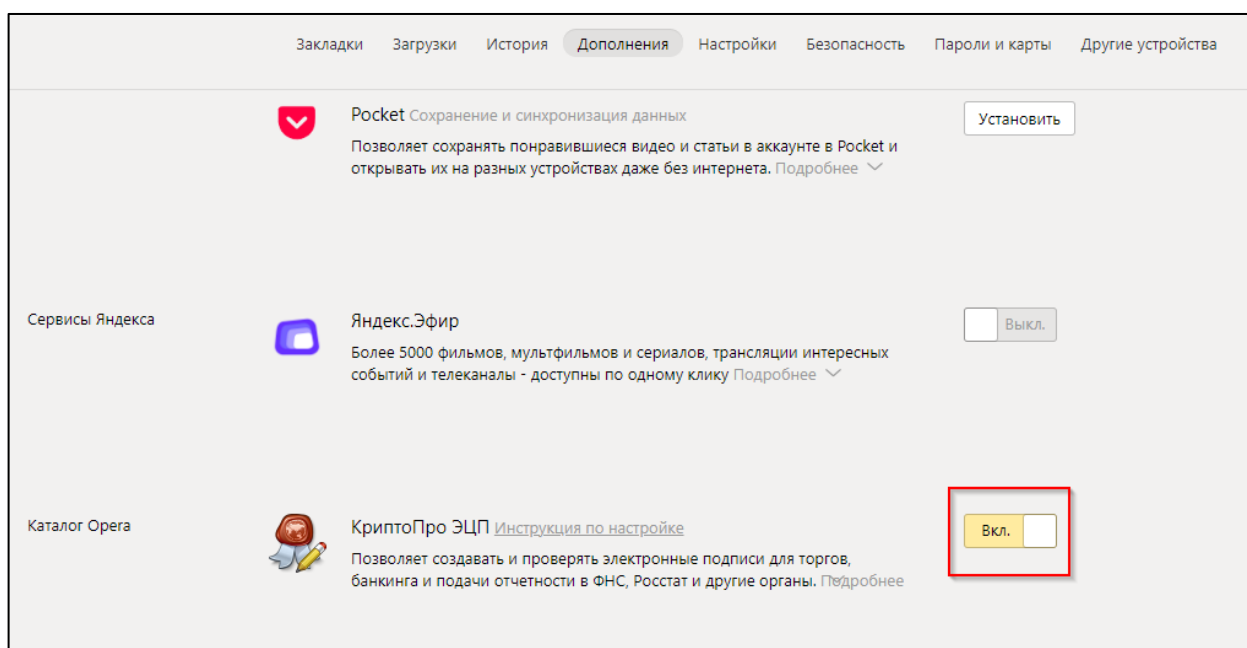 Закладки Загрузки История Дополнения Настройки Безопасность Пароли и карты Другие устройства
Pocket Сохранение и синхронизация данных
Установить
Позволяет сохранять понравившиеся видео и статьи в аккаунте в Pocket и
открывать их на разных устройствах даже без интернета. Подробнее
Сервисы Яндекса
Яндекс.Эфир
Выкл.
Более 5000 фильмов, мультфильмов и сериалов, трансляции интересных
событий и телеканалы - доступны по одному клику Подробнее
Каталог Opera
КриптоПро ЭЦП Инструкция по настройке
Вкл.
Позволяет создавать и проверять электронные подписи для торгов,
банкинга и подачи отчетности в ФНС, Росстат и другие органы. Подробнее